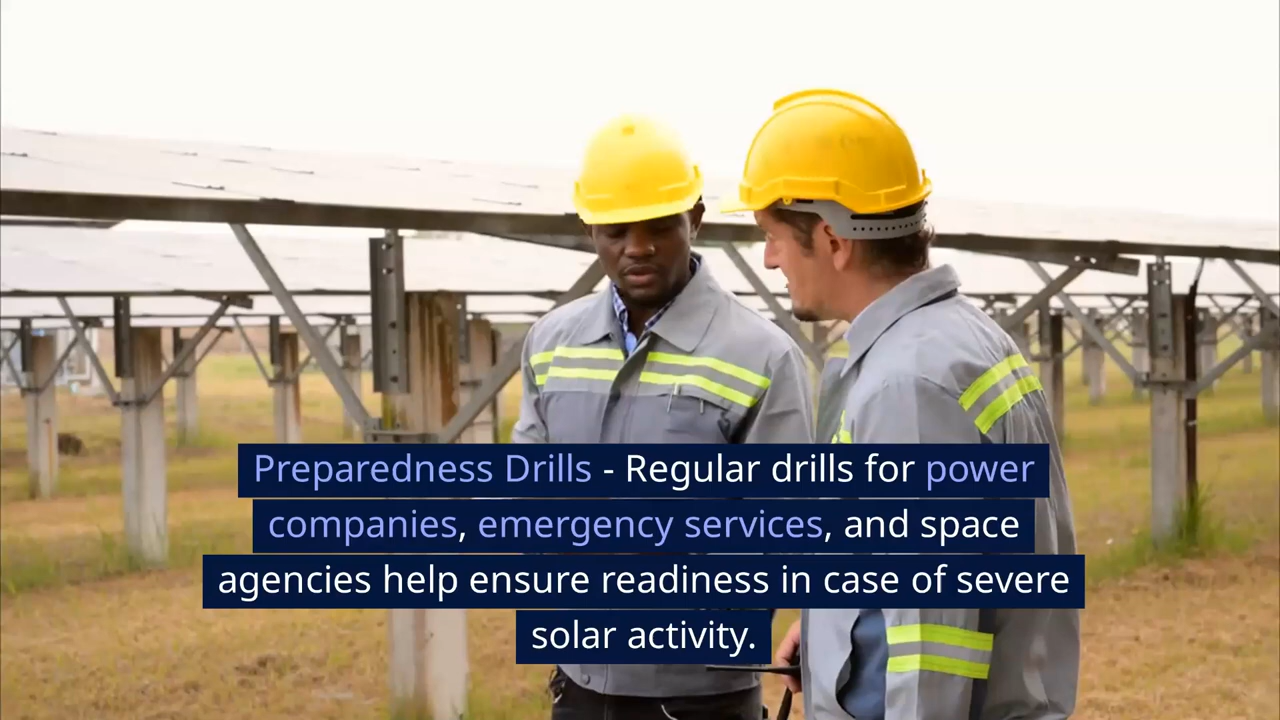 Preparedness Drills - Regular drills for power
companies, emergency services, and space
agencies help ensure readiness in case of severe
solar activity.